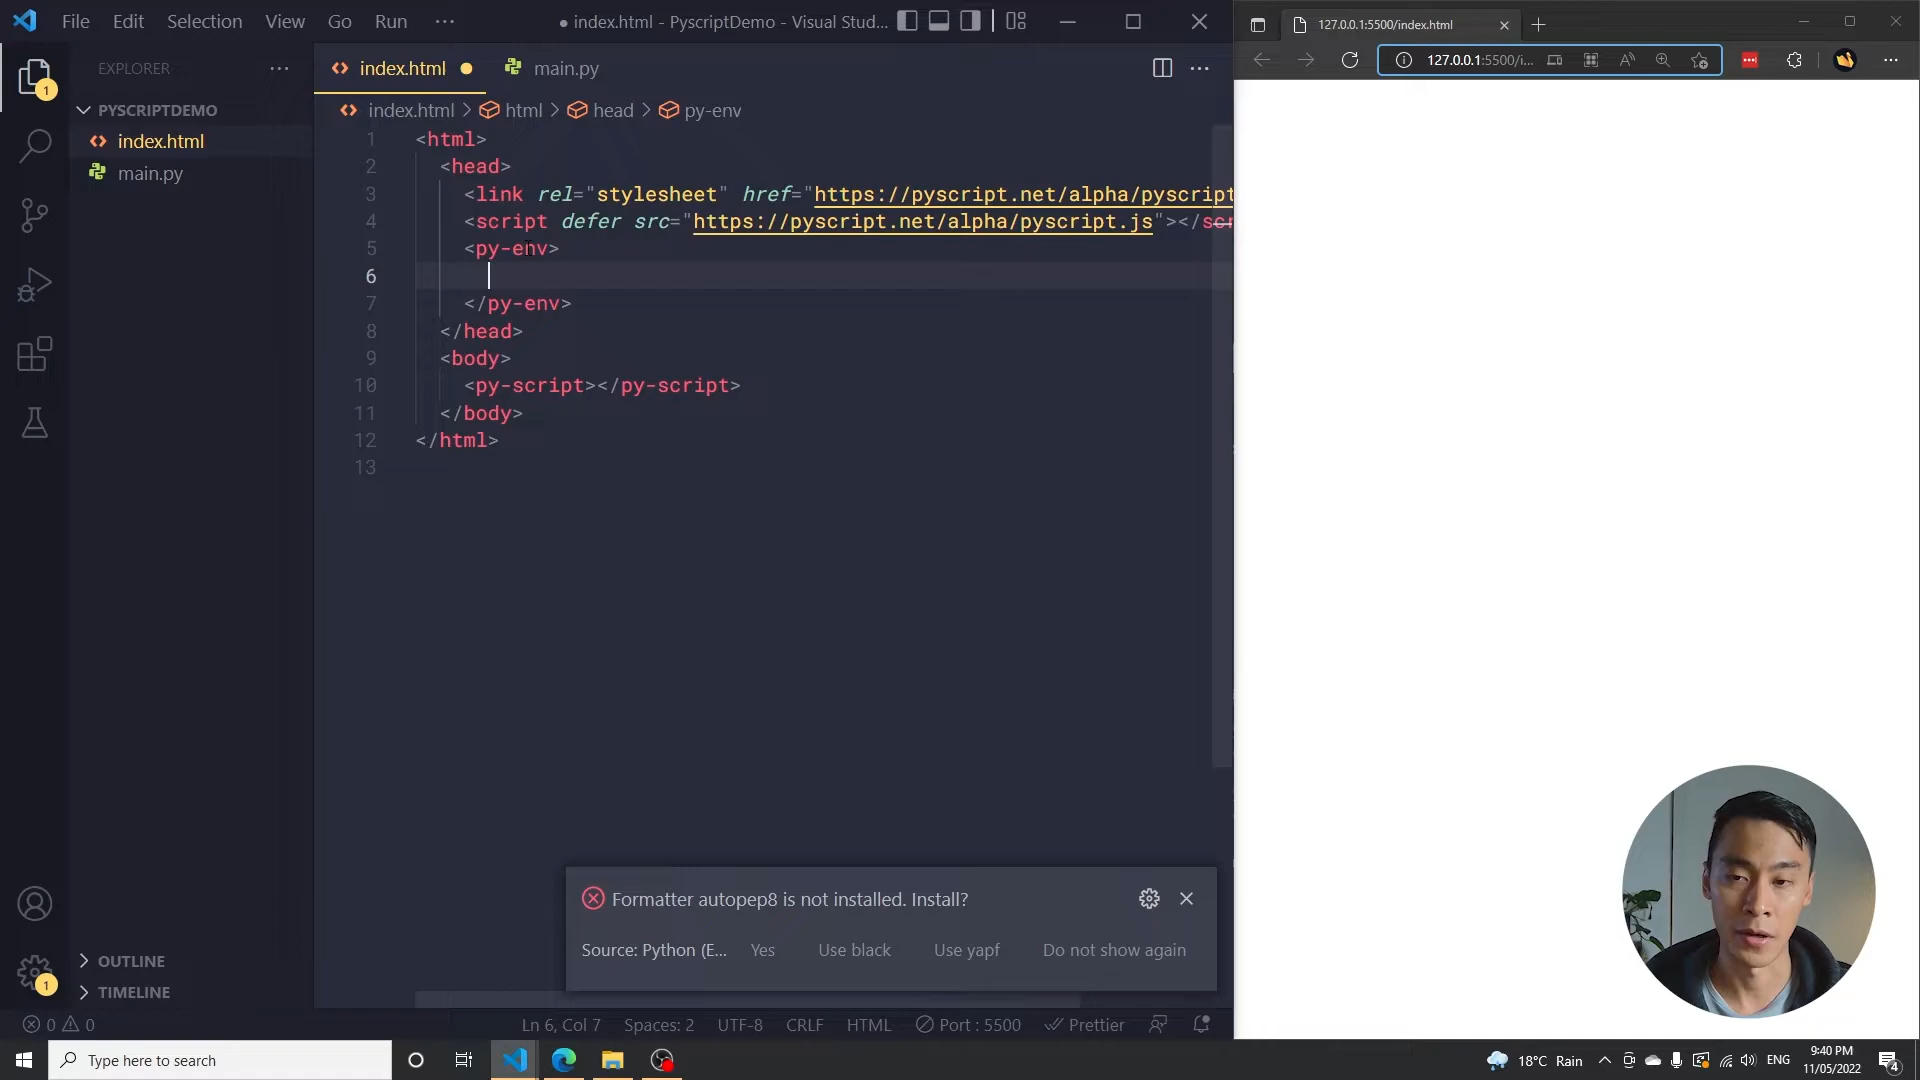 File Edit Selection View Go Run ···
● index.html - PyscriptDemo - Visual Stud...
127.0.0.1:5500/index.html
127.0.0.1:5500/i...
EXPLORER
1
PYSCRIPTDEMO
index.html
main.py
index.html ● main.py
index.html > html > head > py-env
1 <html>
2 <head>
3 <link rel="stylesheet" href="https://pyscript.net/alpha/pyscript
4 <script defer src="https://pyscript.net/alpha/pyscript.js"></scr
5 <py-env>
6
7 </py-env>
8 </head>
9 <body>
10 <py-script></py-script>
11 </body>
12 </html>
13
Formatter autopep8 is not installed. Install?
Source: Python (E... Yes Use black Use yapf Do not show again
OUTLINE
TIMELINE
1
0 0 Ln 6, Col 7 Spaces: 2 UTF-8 CRLF HTML Port : 5500 Prettier
Type here to search
18°C Rain ENG
9:40 PM
11/05/2022
4